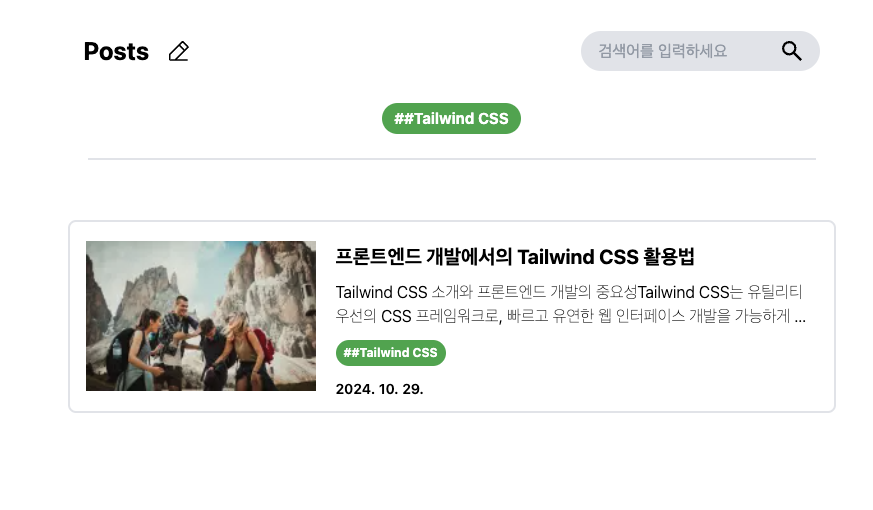 Posts
검색어를 입력하세요
##Tailwind CSS
프론트엔드 개발에서의 Tailwind CSS 활용법
Tailwind CSS 소개와 프론트엔드 개발의 중요성Tailwind CSS는 유틸리티
우선의 CSS 프레임워크로, 빠르고 유연한 웹 인터페이스 개발을 가능하게 ...
##Tailwind CSS
2024. 10. 29.